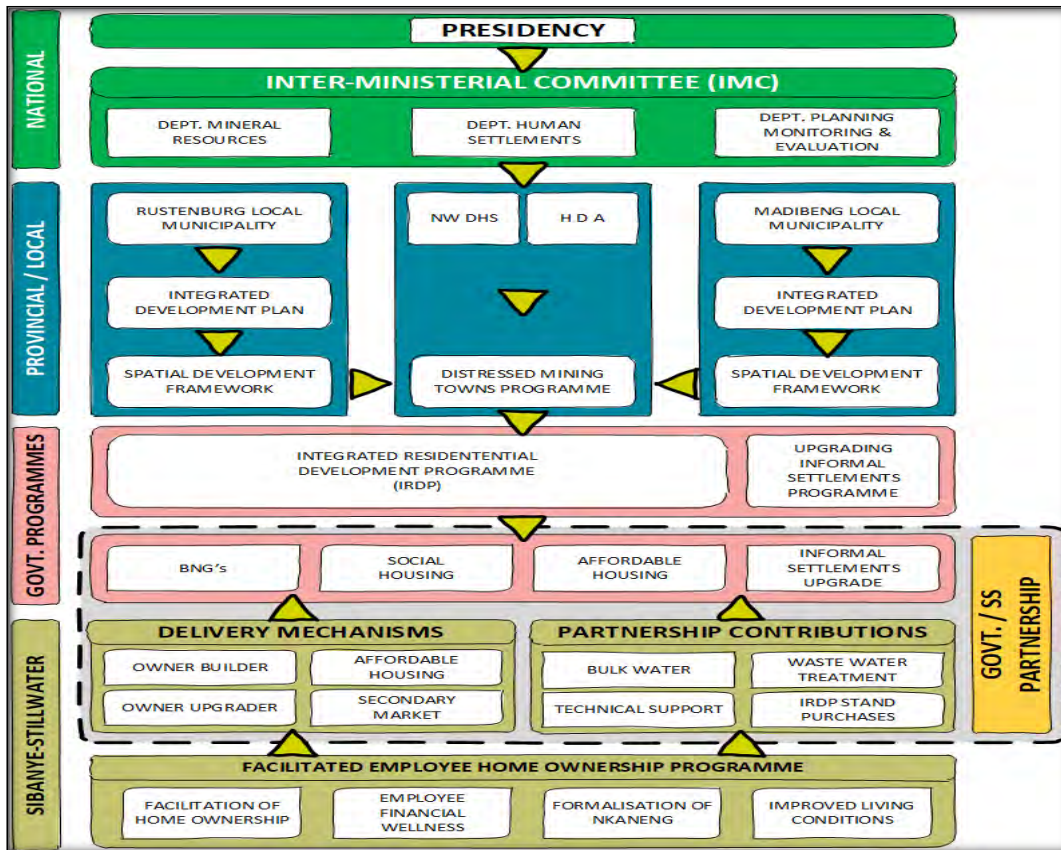 NATIONAL
PRESIDENCY
INTER-MINISTERIAL COMMITTEE (IMC)
DEPT. MINERAL
RESOURCES
DEPT. HUMAN
SETTLEMENTS
DEPT. PLANNING
MONITORING &
EVALUATION
PROVINCIAL / LOCAL
RUSTENBURG LOCAL
MUNICIPALITY
INTEGRATED
DEVELOPMENT PLAN
SPATIAL DEVELOPMENT
FRAMEWORK
NW DHS
H D A
DISTRESSED MINING
TOWNS PROGRAMME
MADIBENG LOCAL
MUNICIPALITY
INTEGRATED
DEVELOPMENT PLAN
SPATIAL DEVELOPMENT
FRAMEWORK
GOVT. PROGRAMMES
INTEGRATED RESIDENTENTIAL
DEVELOPMENT PROGRAMME
(IRDP)
UPGRADING
INFORMAL
SETTLEMENTS
PROGRAMME
BNG's
SOCIAL
HOUSING
AFFORDABLE
HOUSING
INFORMAL
SETTLEMENTS
UPGRADE
GOVT. / SS
PARTNERSHIP
SIBANYE-STILLWATER
DELIVERY MECHANISMS
OWNER BUILDER
AFFORDABLE
HOUSING
OWNER UPGRADER
SECONDARY
MARKET
PARTNERSHIP CONTRIBUTIONS
BULK WATER
WASTE WATER
TREATMENT
TECHNICAL SUPPORT
IRDP STAND
PURCHASES
FACILITATED EMPLOYEE HOME OWNERSHIP PROGRAMME
FACILITATION OF
HOME OWNERSHIP
EMPLOYEE
FINANCIAL
WELLNESS
FORMALISATION OF
NKANENG
IMPROVED LIVING
CONDITIONS